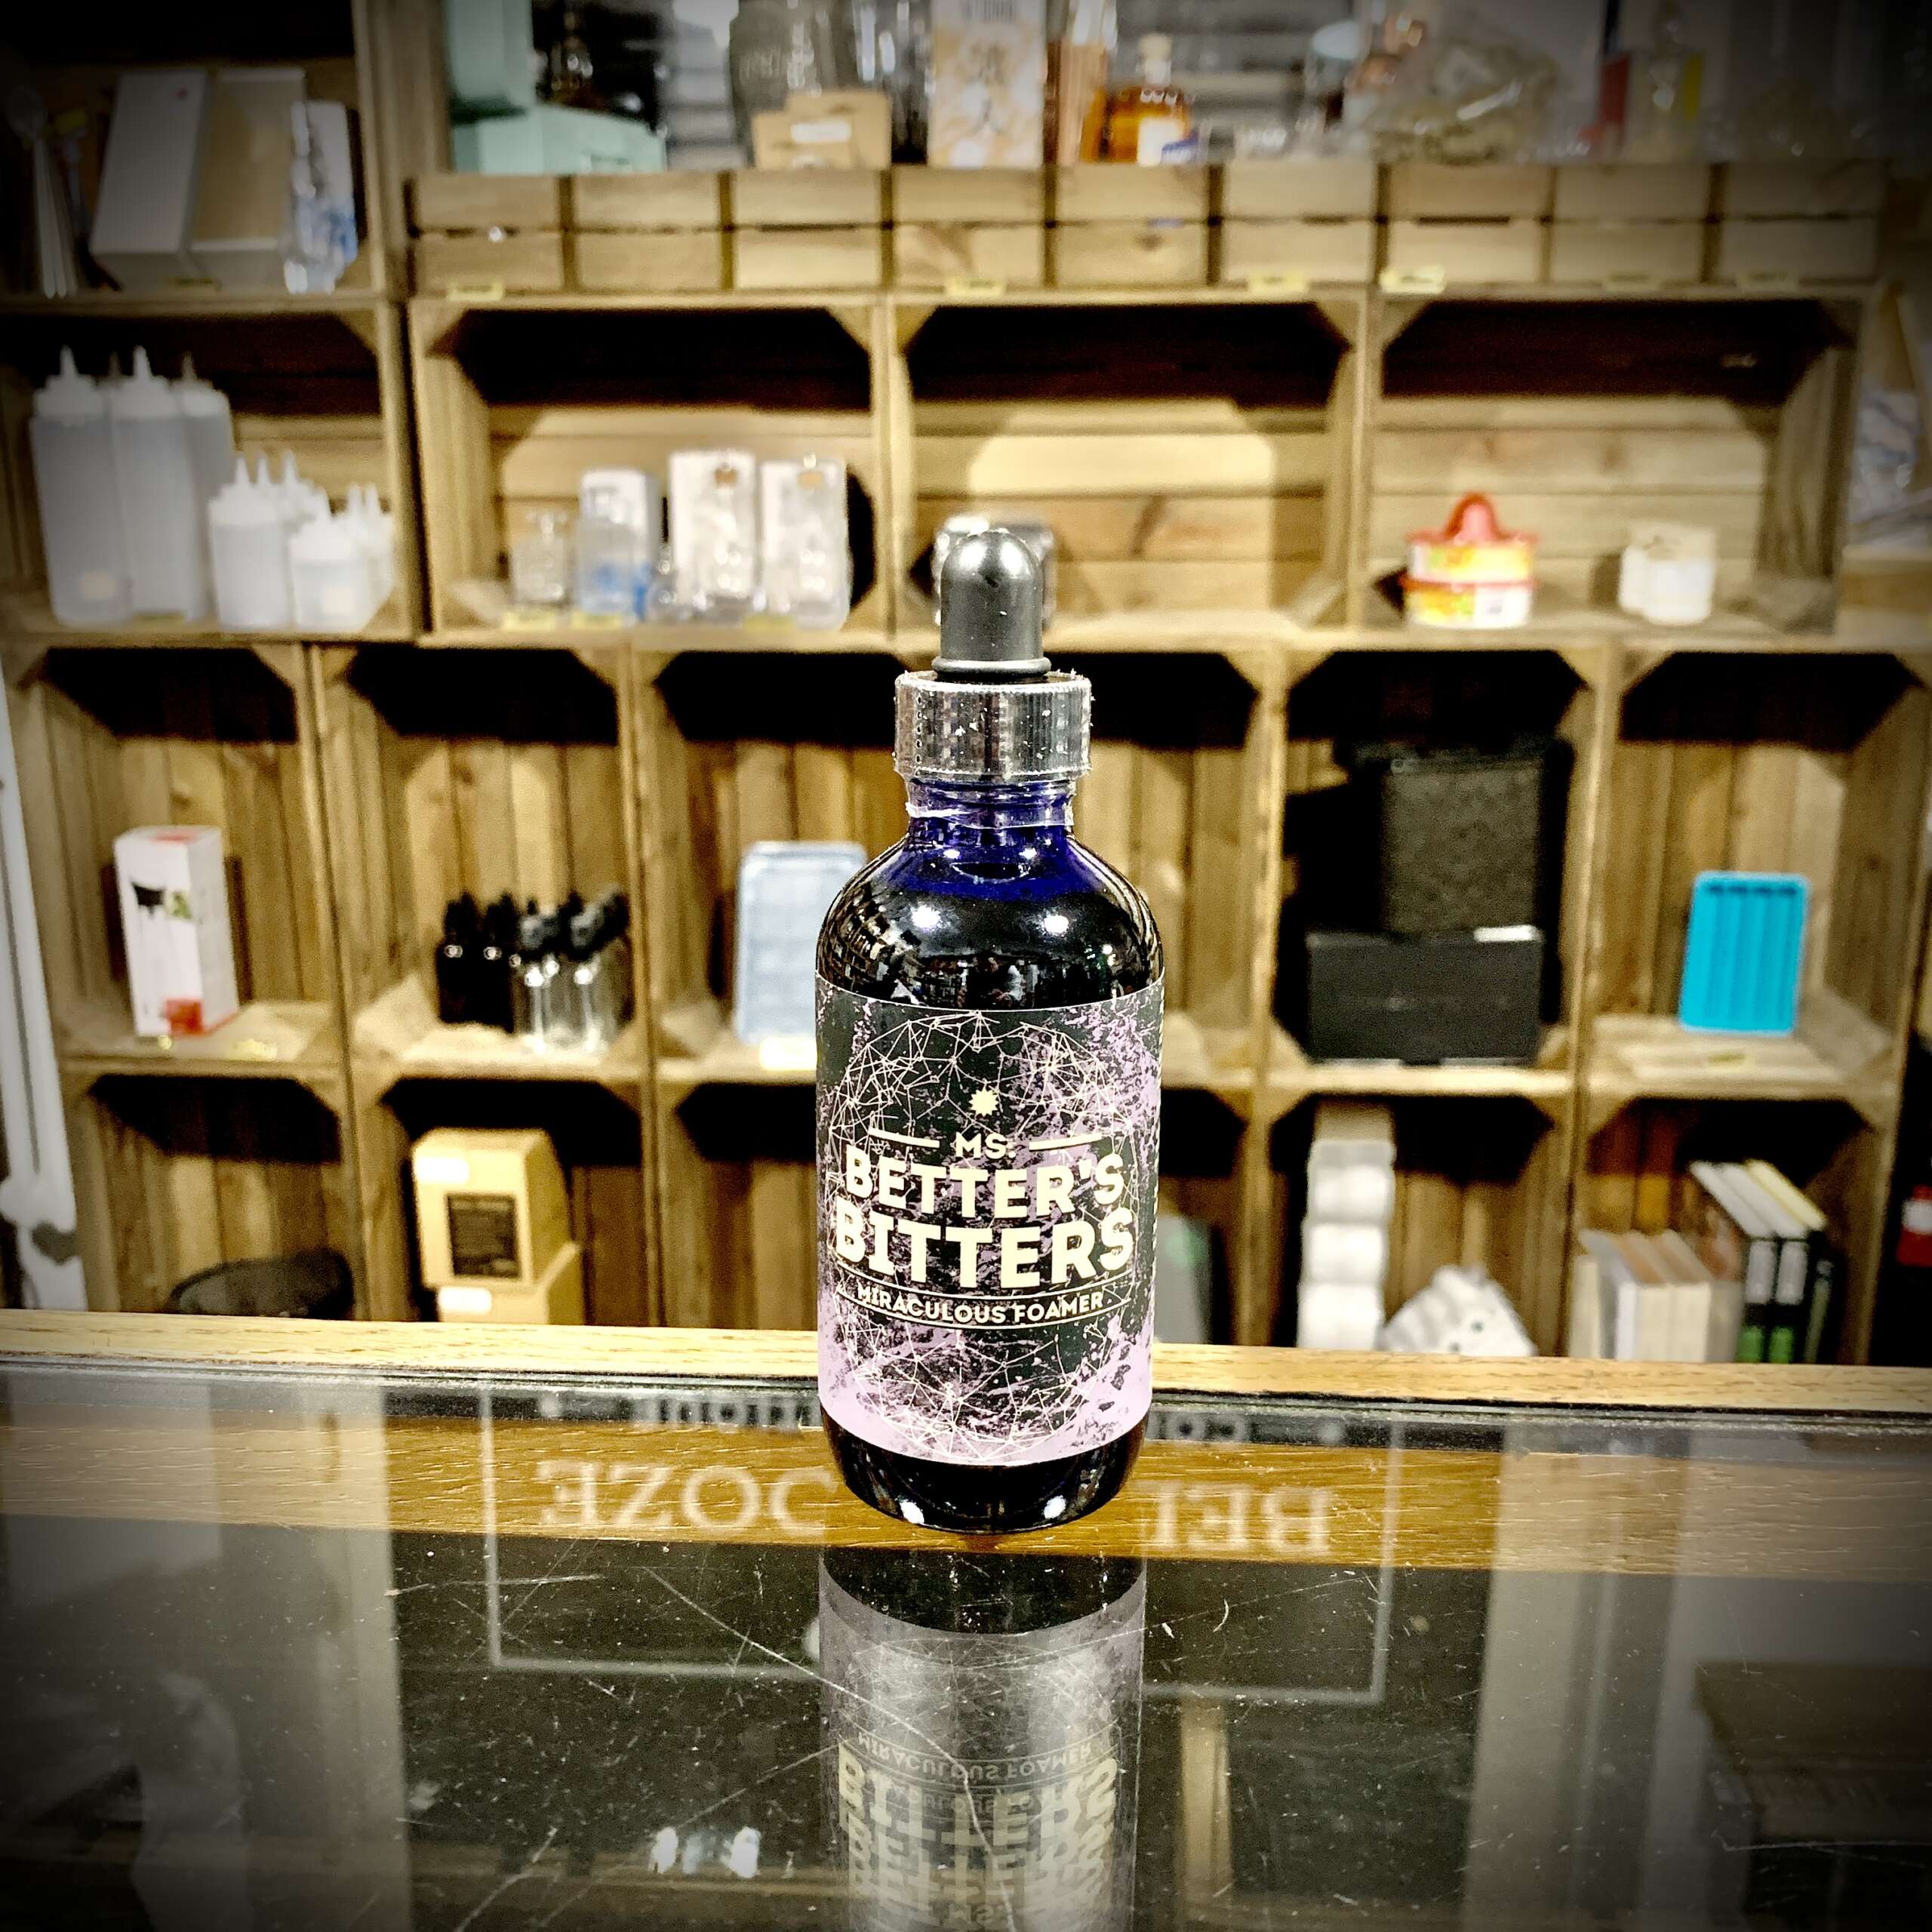 MS.
BETTER'S
BITTERS
MIRACULOUS FOAMER